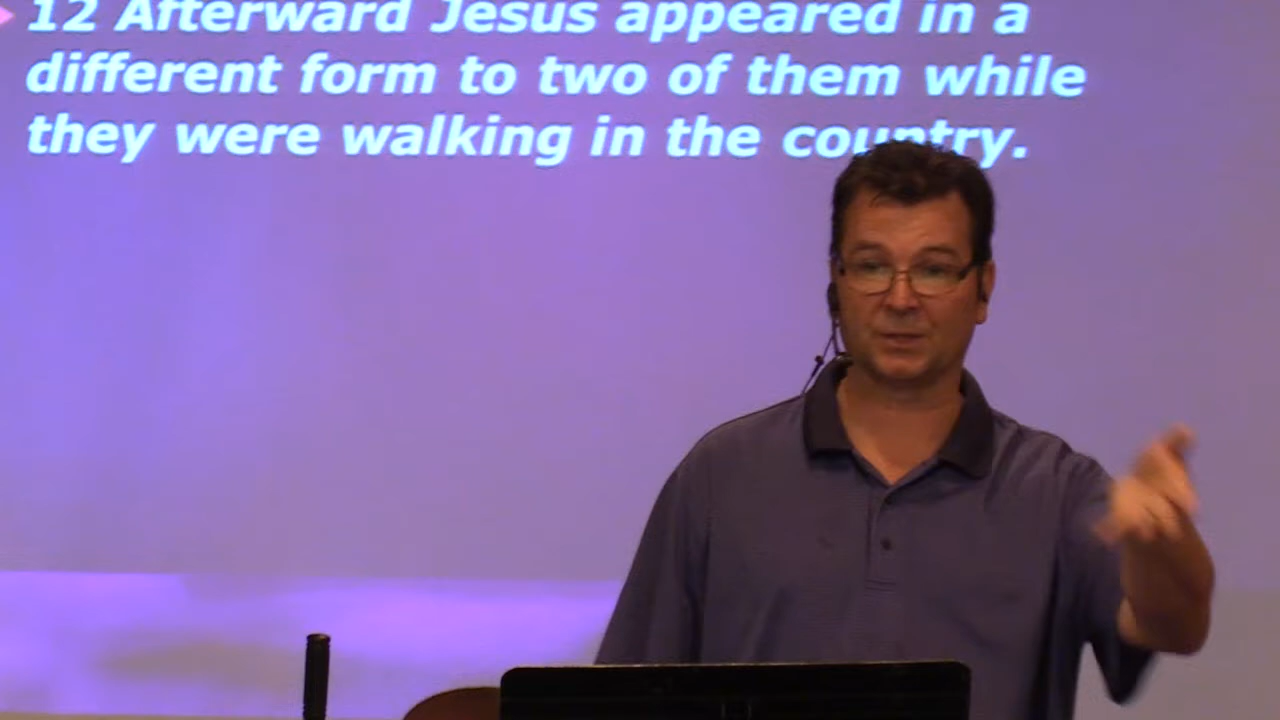 12 Afterward Jesus appeared in a
different form to two of them while
they were walking in the country.